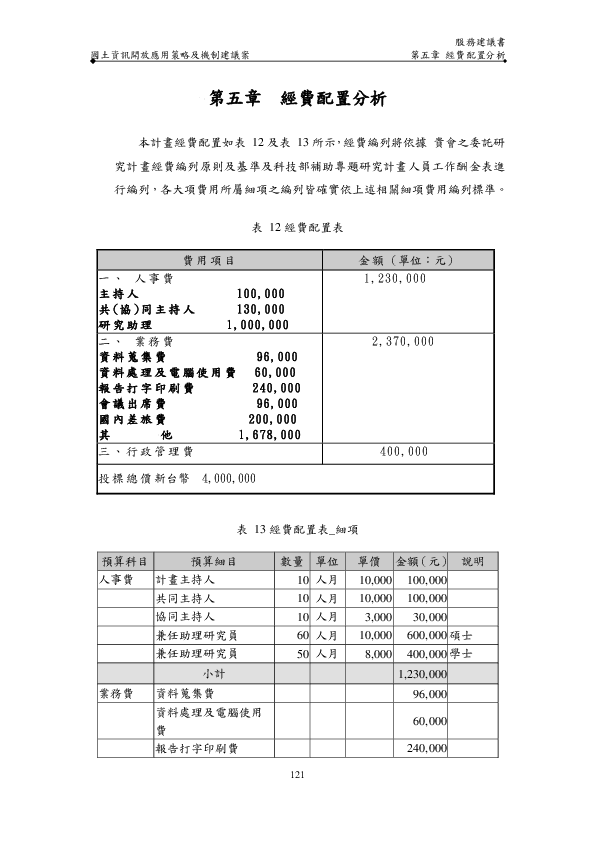 服務建議書
國土資訊開放應用策略及機制建議案 第五章 經費配置分析
第五章 經費配置分析
本計畫經費配置如表 12 及表 13 所示，經費編列將依據 貴會之委託研
究計畫經費編列原則及基準及科技部補助專題研究計畫人員工作酬金表進
行編列，各大項費用所屬細項之編列皆確實依上述相關細項費用編列標準。
表 12 經費配置表
費用項目 金額（單位：元）
一、 人事費 1,230,000
主持人 100,000
共(協)同主持人 130,000
研究助理 1,000,000
二、 業務費 2,370,000
資料蒐集費 96,000
資料處理及電腦使用費 60,000
報告打字印刷費 240,000
會議出席費 96,000
國內差旅費 200,000
其 他 1,678,000
三、行政管理費 400,000
投標總價新台幣 4,000,000
表 13 經費配置表_細項
預算科目 預算細目 數量 單位 單價 金額(元) 說明
人事費 計畫主持人 10 人月 10,000 100,000
共同主持人 10 人月 10,000 100,000
協同主持人 10 人月 3,000 30,000
兼任助理研究員 60 人月 10,000 600,000 碩士
兼任助理研究員 50 人月 8,000 400,000 學士
小計 1,230,000
業務費 資料蒐集費 96,000
資料處理及電腦使用
費 60,000
報告打字印刷費 240,000
121